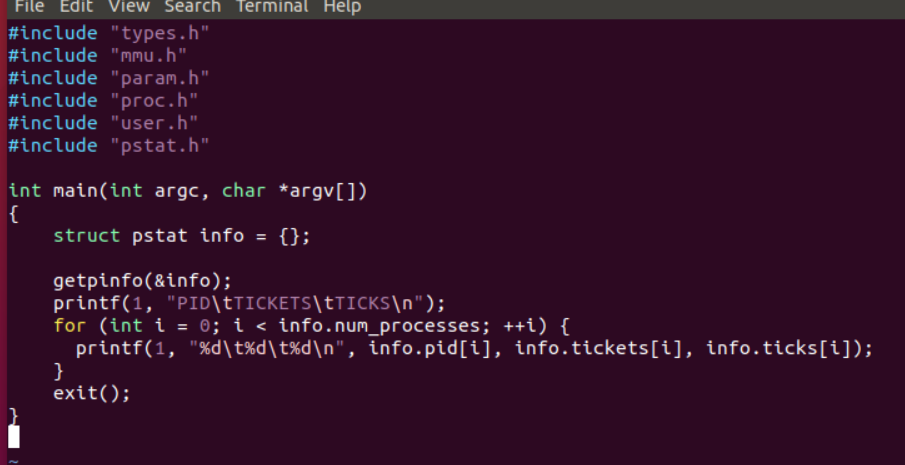 File Edit View Search Terminal Help
#include "types.h"
#include "mmu.h"
#include "param.h"
#include "proc.h"
#include "user.h"
#include "pstat.h"
int main(int argc, char *argv[])
{
    struct pstat info = {};
    getpinfo(&info);
    printf(1, "PID\tTICKETS\tTICKS\n");
    for (int i = 0; i < info.num_processes; ++i) {
      printf(1, "%d\t%d\t%d\n", info.pid[i], info.tickets[i], info.ticks[i]);
    }
    exit();
}
~